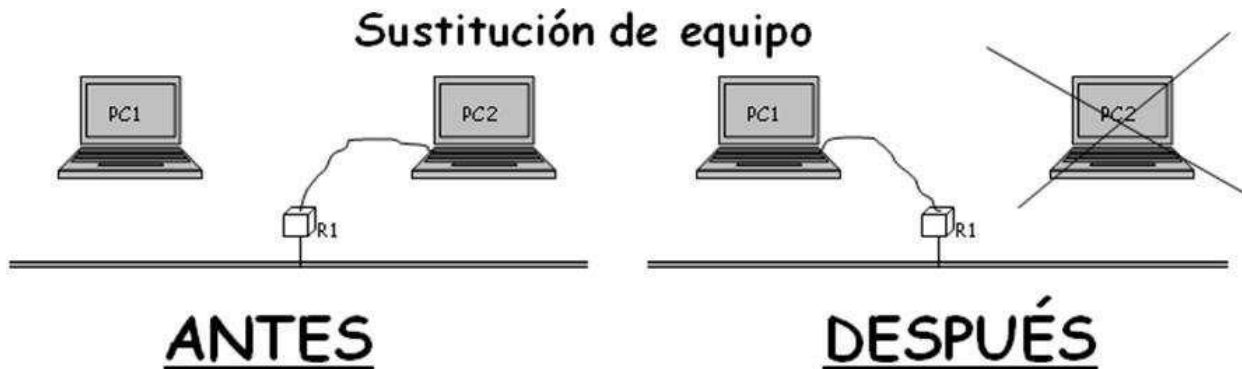 Sustitución de equipo
PC1
PC2
R1
PC1
PC2
R1
ANTES
DESPUÉS